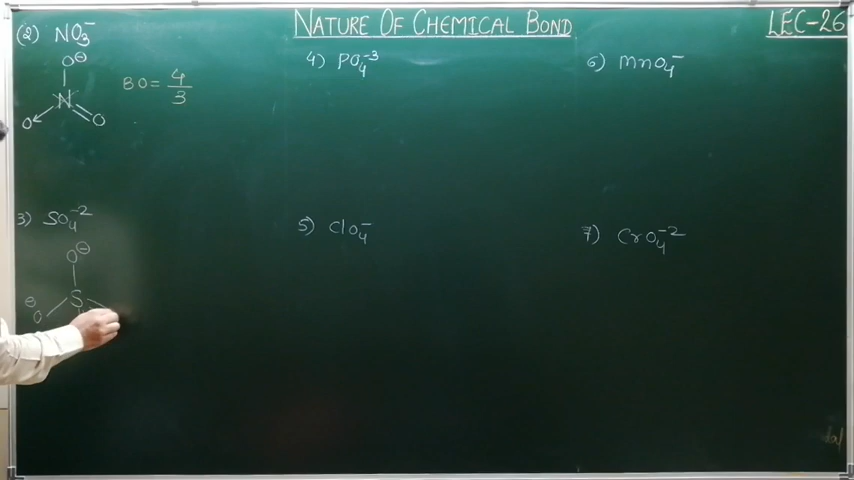 NATURE OF CHEMICAL BOND
LEC-26
(2) NO₃⁻
O⊖
N
O
O
BO = 4/3
3) SO₄⁻²
O⊖
⊖
S
O
4) PO₄⁻³
5) ClO₄⁻
6) MnO₄⁻
7) CrO₄⁻²